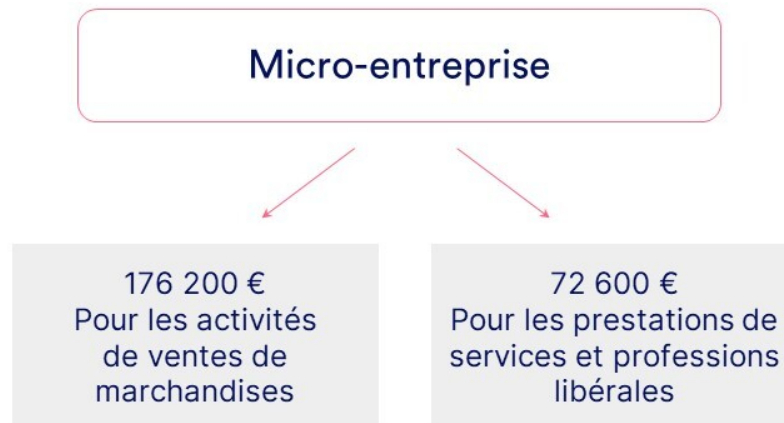 Micro-entreprise
176 200 €
Pour les activités
de ventes de
marchandises
72 600 €
Pour les prestations de
services et professions
libérales